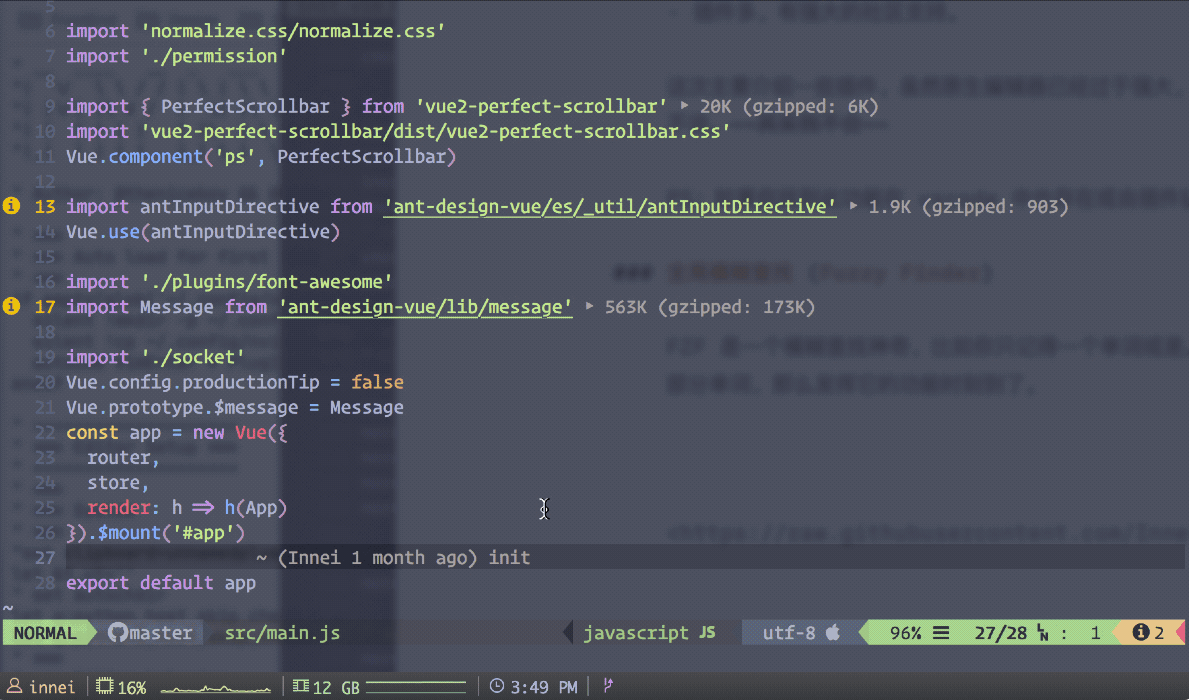 5
6 import 'normalize.css/normalize.css'
7 import './permission'
8
9 import { PerfectScrollbar } from 'vue2-perfect-scrollbar' ▸ 20K (gzipped: 6K)
10 import 'vue2-perfect-scrollbar/dist/vue2-perfect-scrollbar.css'
11 Vue.component('ps', PerfectScrollbar)
12
13 import antInputDirective from 'ant-design-vue/es/_util/antInputDirective' ▸ 1.9K (gzipped: 903)
14 Vue.use(antInputDirective)
15
16 import './plugins/font-awesome'
17 import Message from 'ant-design-vue/lib/message' ▸ 563K (gzipped: 173K)
18
19 import './socket'
20 Vue.config.productionTip = false
21 Vue.prototype.$message = Message
22 const app = new Vue({
23 router,
24 store,
25 render: h => h(App)
26 }).$mount('#app')
27 ~ (Innei 1 month ago) init
28 export default app
~
NORMAL master src/main.js javascript JS utf-8 96% 27/28 LN : 1 2
innei 16% 12 GB 3:49 PM